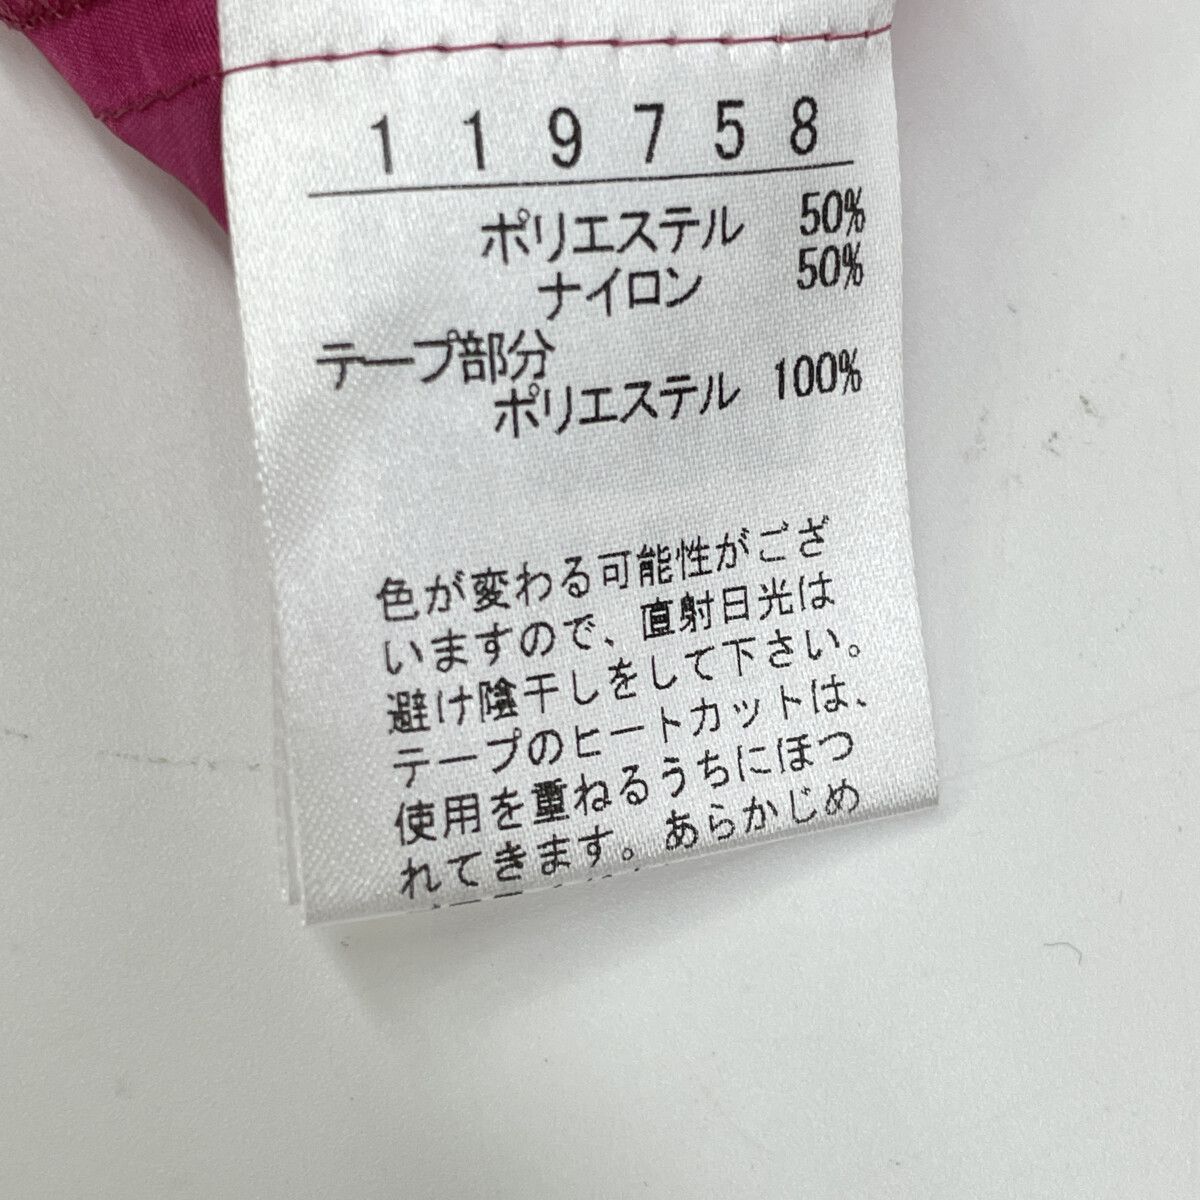 119758
ポリエステル 50%
ナイロン 50%
テープ部分
ポリエステル 100%
色が変わる可能性がござ
いますので、直射日光は
避け陰干しをして下さい。
テープのヒートカットは、
使用を重ねるうちにほつ
れてきます。あらかじめ